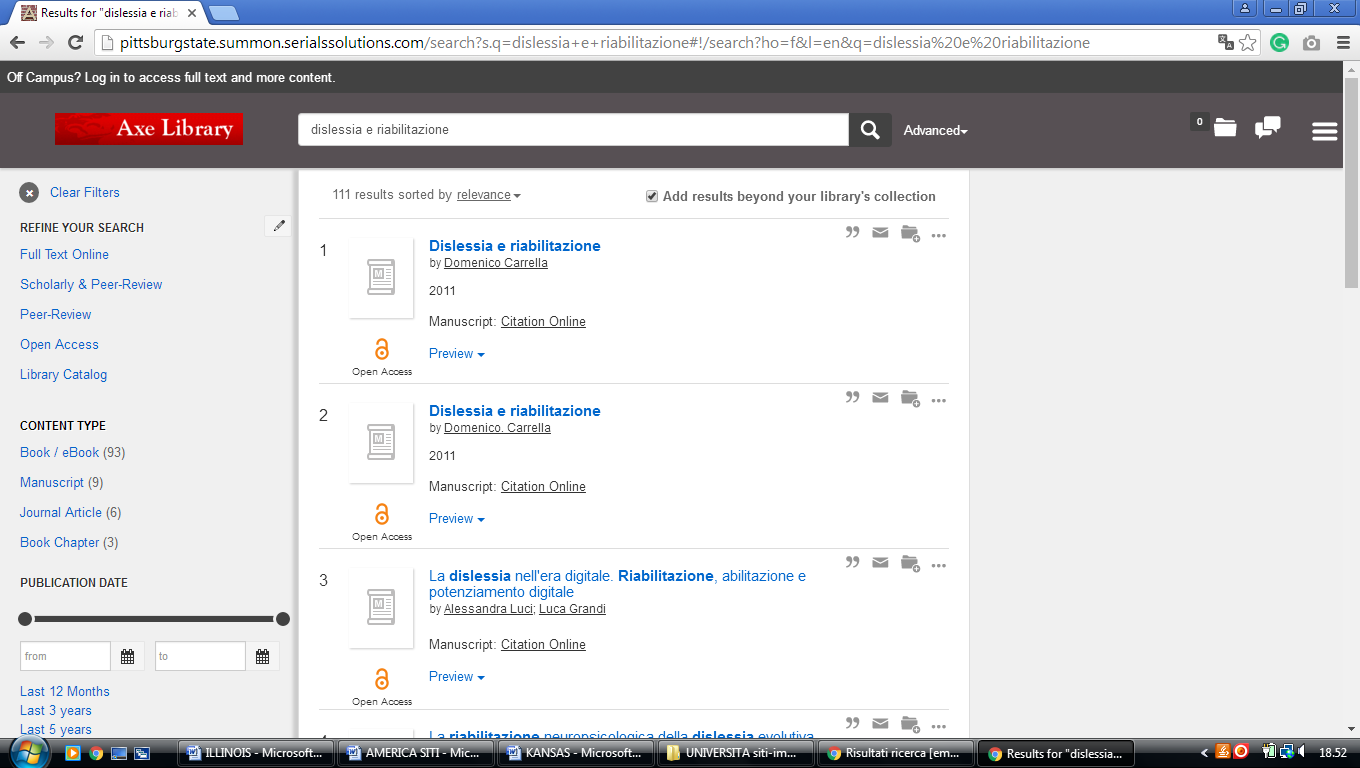 Results for "dislessia e riab
pittsburgstate.summon.serialssolutions.com/search?s.q=dislessia+e+riabilitazione#!/search?ho=f&l=en&q=dislessia%20e%20riabilitazione
Off Campus? Log in to access full text and more content.
Axe Library
dislessia e riabilitazione
Advanced
0
Clear Filters
REFINE YOUR SEARCH
Full Text Online
Scholarly & Peer-Review
Peer-Review
Open Access
Library Catalog
CONTENT TYPE
Book / eBook (93)
Manuscript (9)
Journal Article (6)
Book Chapter (3)
PUBLICATION DATE
from
to
Last 12 Months
Last 3 years
Last 5 years
111 results sorted by relevance
Add results beyond your library's collection
1
M
Dislessia e riabilitazione
by Domenico Carrella
2011
Manuscript: Citation Online
Open Access
Preview
2
M
Dislessia e riabilitazione
by Domenico. Carrella
2011
Manuscript: Citation Online
Open Access
Preview
3
M
La dislessia nell'era digitale. Riabilitazione, abilitazione e
potenziamento digitale
by Alessandra Luci; Luca Grandi
Manuscript: Citation Online
Preview
Open Access
La riabilitazione neuropsicologica della dislessia evolutiva
ILLINOIS - Microsoft...
AMERICA SITI - Mic...
KANSAS - Microsoft...
UNIVERSITA siti-im...
Risultati ricerca [em...
Results for "dislessia...
18.52